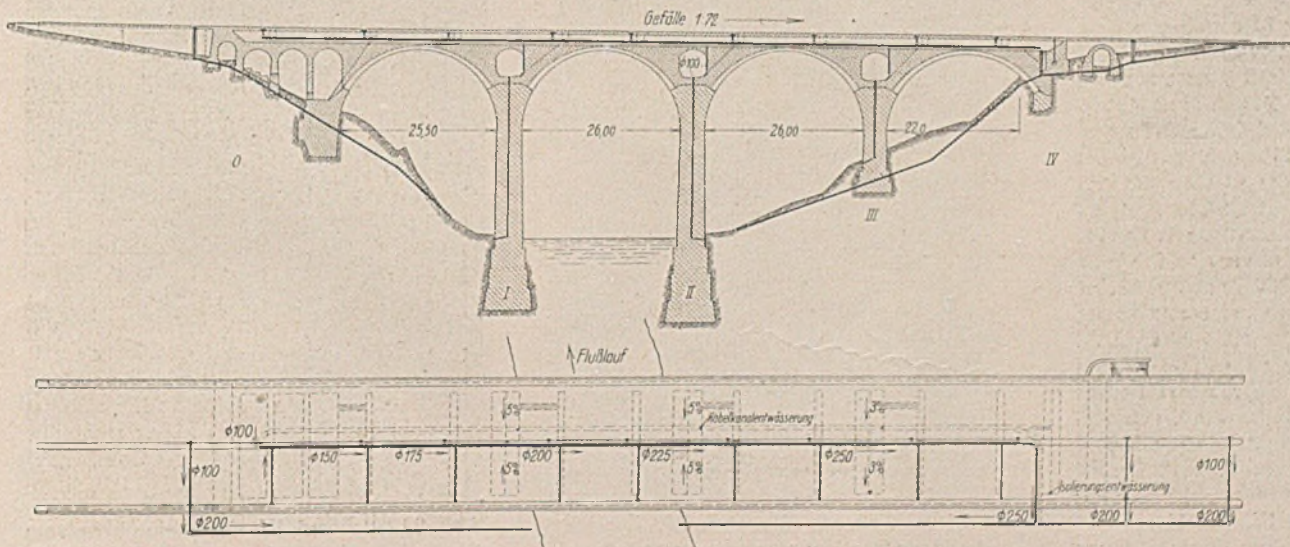 Gefälle 1:72
Φ100
25,50
26,00
26,00
22,0
0
IV
III
I
II
Flußlauf
5%
5%
3%
Kabelkanalentwässerung
Φ100
Φ150
Φ175
Φ200
Φ225
Φ250
Φ100
5%
5%
3%
Φ100
Isolierungsentwässerung
Φ200
Φ250
Φ200
Φ200